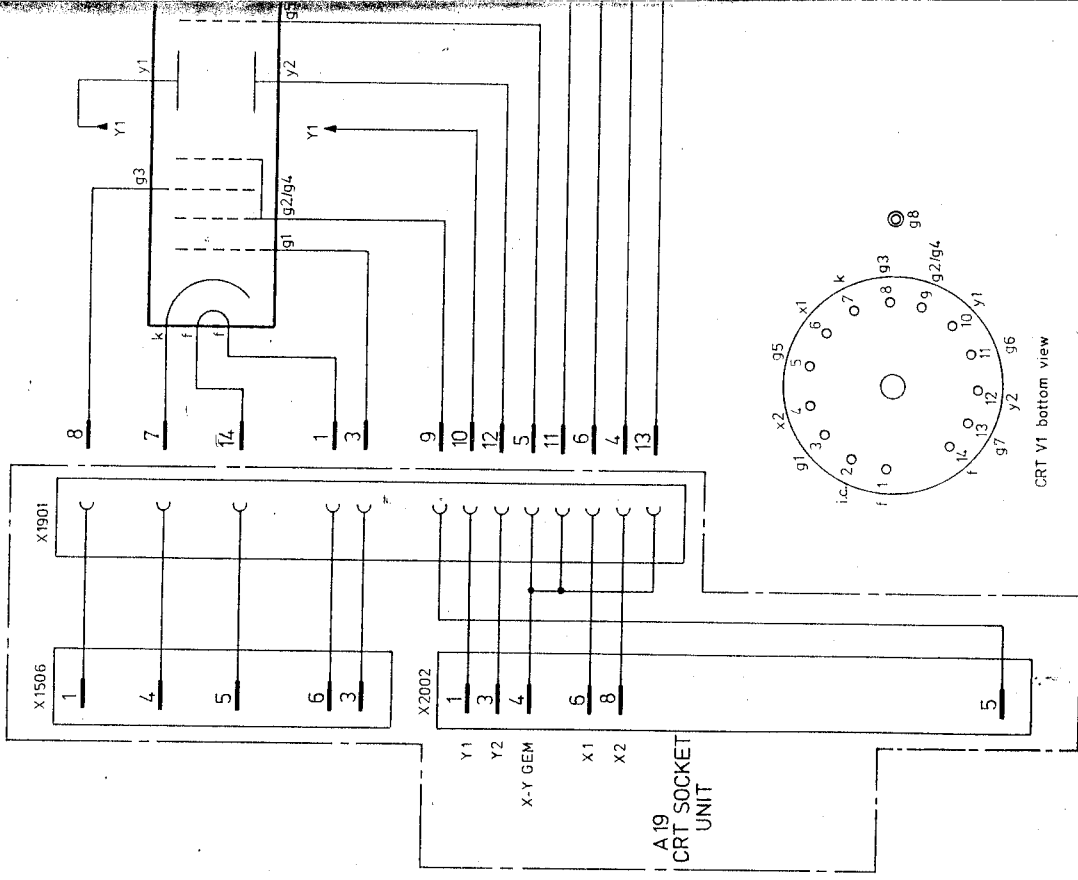 g5
y1
y2
Y1
Y1
g3
g2/g4
g1
k
f
f
8
7
14
1
3
9
10
12
5
11
6
4
13
X1901
X1506
1
4
5
6
3
X2002
1
3
4
6
8
5
Y1
Y2
X-Y GEM
X1
X2
A19
CRT SOCKET
UNIT
g8
k
g3
g2/g4
y1
g6
y2
g7
f
f
i.c.
g1
x2
g5
x1
1
2
3
4
5
6
7
8
9
10
11
12
13
14
CRT V1 bottom view